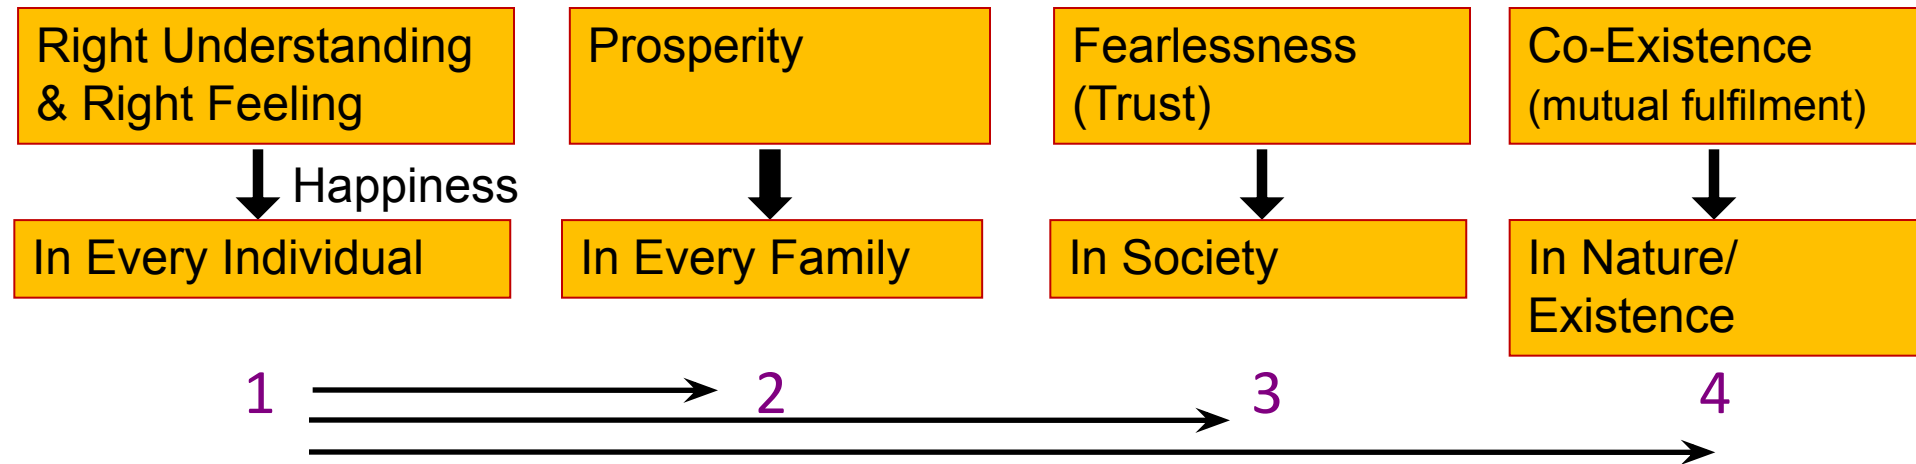 Right Understanding
& Right Feeling
Prosperity
Fearlessness
(Trust)
Co-Existence
(mutual fulfilment)
Happiness
In Every Individual
In Every Family
In Society
In Nature/
Existence
1
2
3
4